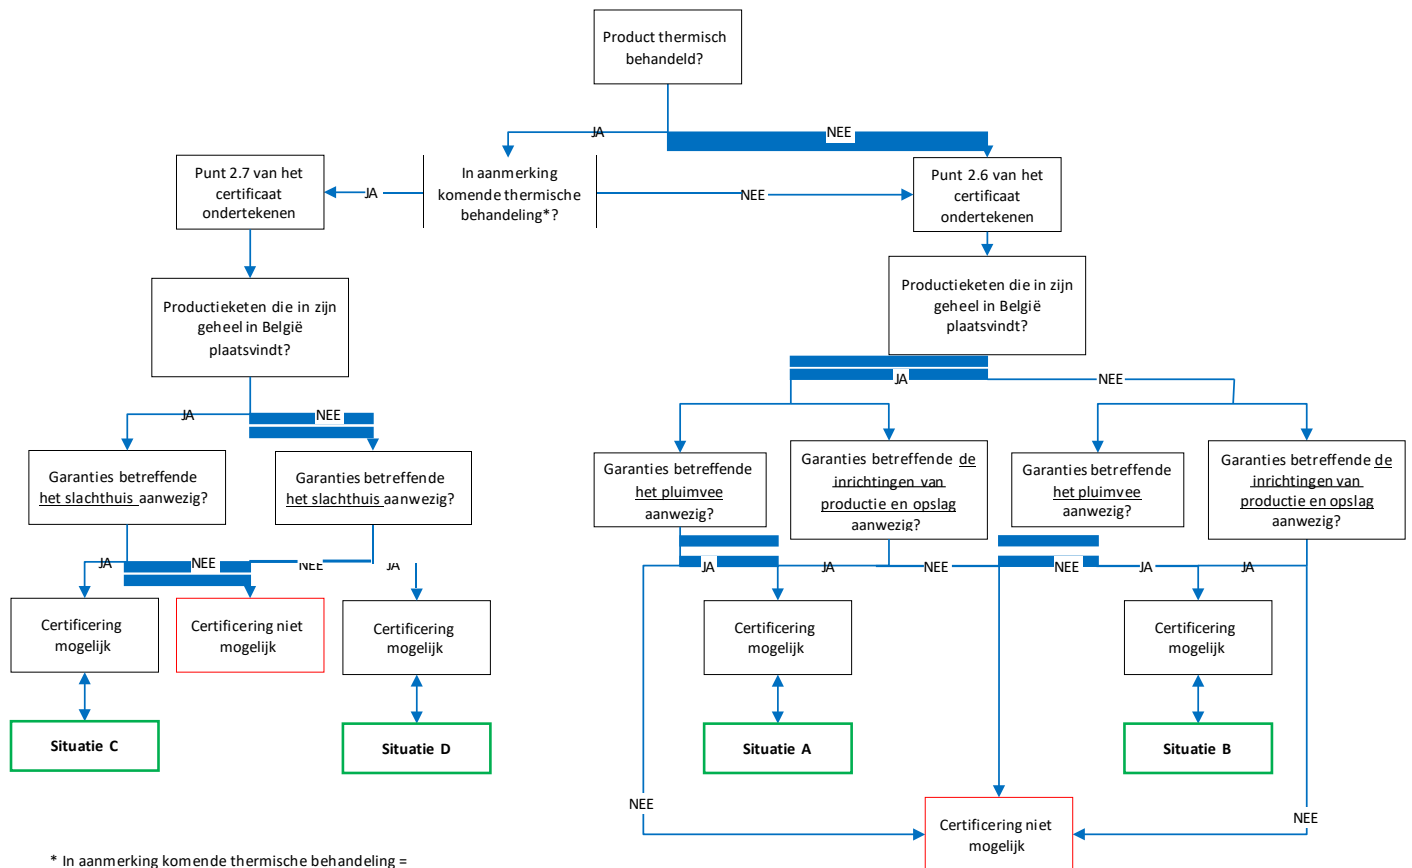 Product thermisch
behandeld?
JA
NEE
Punt 2.7 van het
certificaat
ondertekenen
JA
In aanmerking
komende thermische
behandeling*?
NEE
Punt 2.6 van het
certificaat
ondertekenen
Productieketen die in zijn
geheel in België
plaatsvindt?
Productieketen die in zijn
geheel in België
plaatsvindt?
JA
NEE
JA
NEE
Garanties betreffende
het slachthuis aanwezig?
Garanties betreffende
het slachthuis aanwezig?
Garanties betreffende
het pluimvee
aanwezig?
Garanties betreffende de
inrichtingen van
productie en opslag
aanwezig?
Garanties betreffende
het pluimvee
aanwezig?
Garanties betreffende de
inrichtingen van
productie en opslag
aanwezig?
JA
NEE
NEE
JA
JA
JA
NEE
NEE
JA
JA
Certificering
mogelijk
Certificering niet
mogelijk
Certificering
mogelijk
Certificering
mogelijk
Certificering
mogelijk
Situatie C
Situatie D
Situatie A
Situatie B
NEE
NEE
Certificering niet
mogelijk
* In aanmerking komende thermische behandeling =